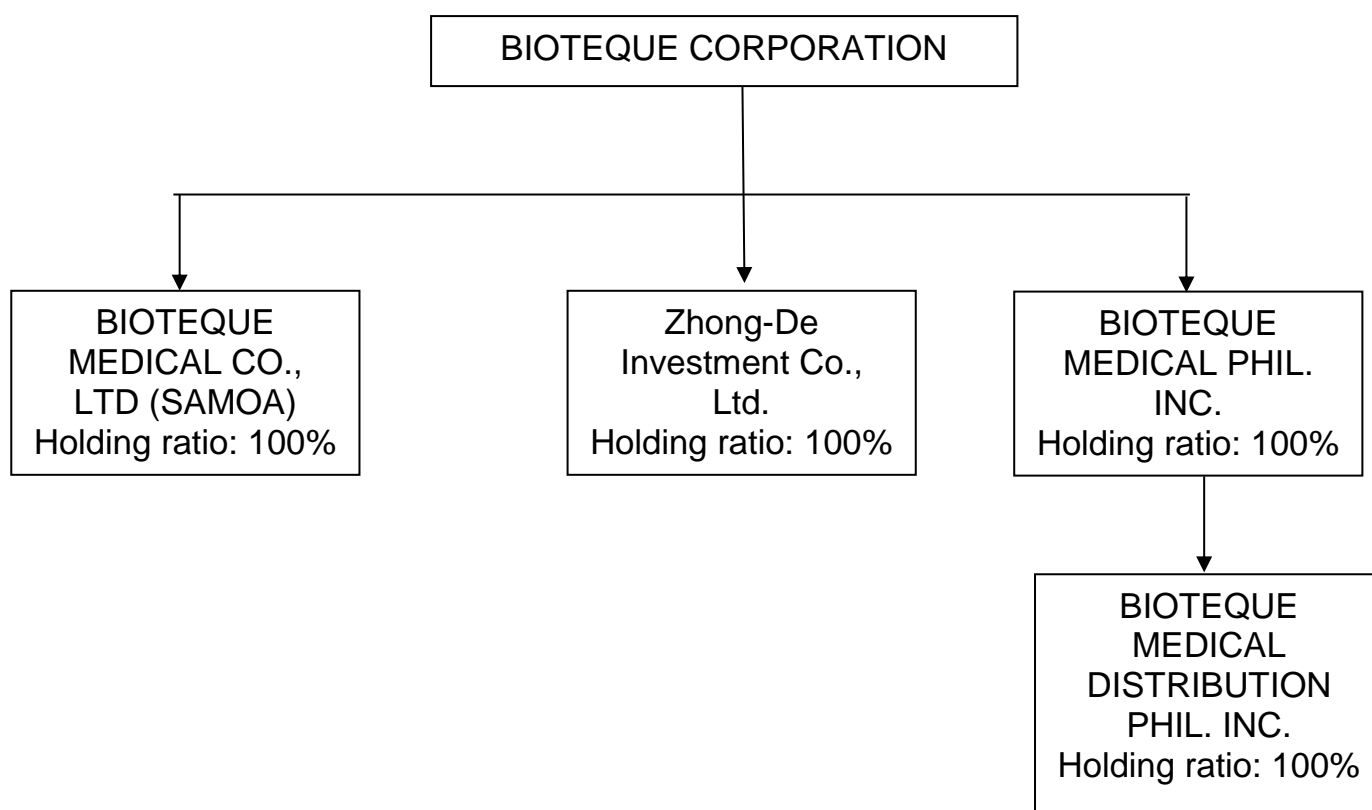 BIOTEQUE CORPORATION
BIOTEQUE
MEDICAL CO.,
LTD (SAMOA)
Holding ratio: 100%
Zhong-De
Investment Co.,
Ltd.
Holding ratio: 100%
BIOTEQUE
MEDICAL PHIL.
INC.
Holding ratio: 100%
BIOTEQUE
MEDICAL
DISTRIBUTION
PHIL. INC.
Holding ratio: 100%